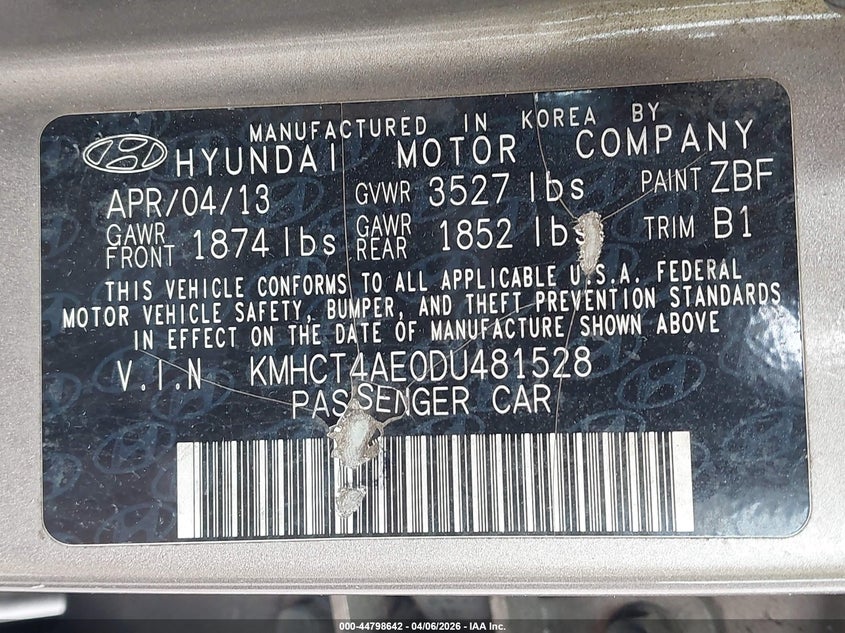 MANUFACTURED IN KOREA BY
HYUNDAI MOTOR COMPANY
APR/04/13 GVWR 3527 lbs PAINT ZBF
GAWR FRONT 1874 lbs GAWR REAR 1852 lbs TRIM B1
THIS VEHICLE CONFORMS TO ALL APPLICABLE U.S.A. FEDERAL
MOTOR VEHICLE SAFETY, BUMPER, AND THEFT PREVENTION STANDARDS
IN EFFECT ON THE DATE OF MANUFACTURE SHOWN ABOVE
V.I.N KMHCT4AE0DU481528
PASSENGER CAR
000-44798642 - 04/06/2026 - IAA Inc.